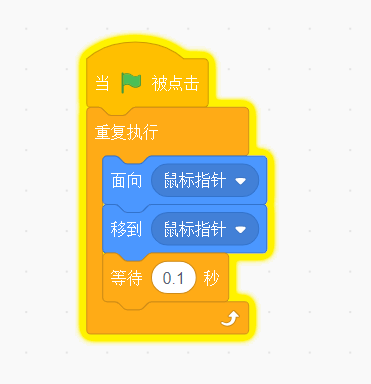 当 被点击
重复执行
面向 鼠标指针
移到 鼠标指针
等待 0.1 秒